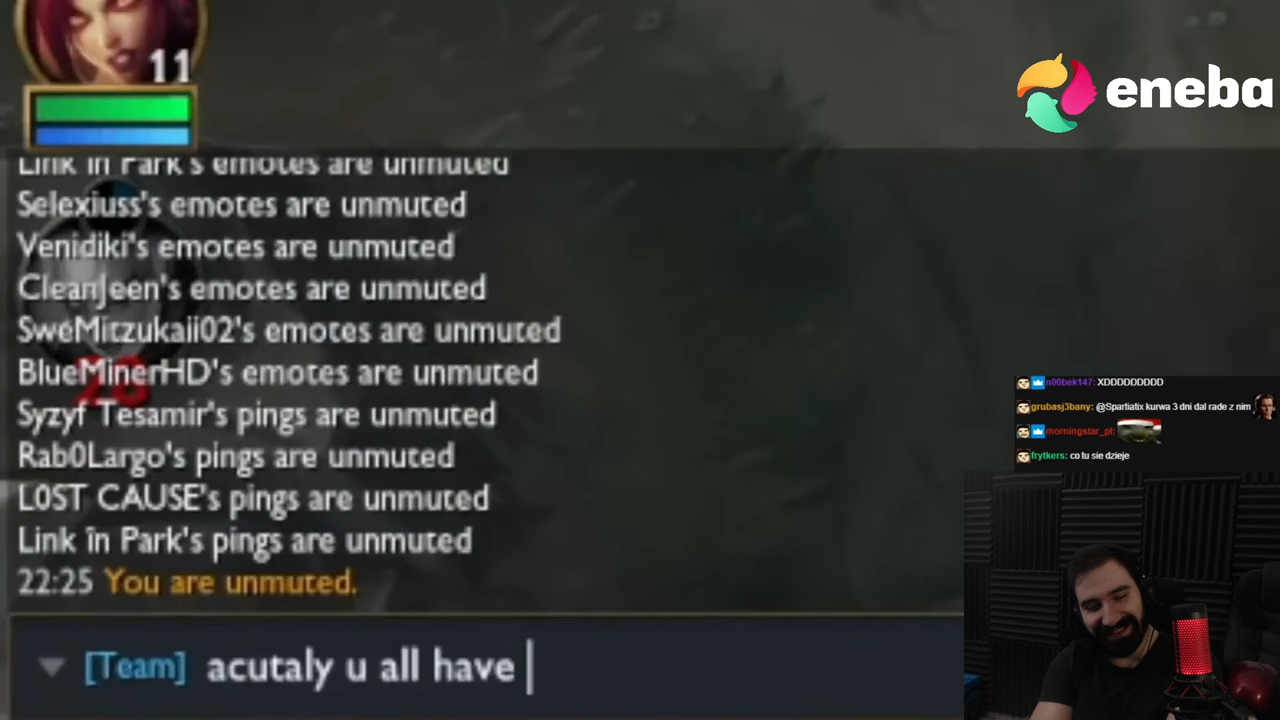 11
eneba
Link în Park's emotes are unmuted
Selexiuss's emotes are unmuted
Venidiki's emotes are unmuted
CleanJeen's emotes are unmuted
SweMitzukaii02's emotes are unmuted
BlueMinerHD's emotes are unmuted
Syzyf Tesamir's pings are unmuted
Rab0Largo's pings are unmuted
L0ST CAUSE's pings are unmuted
Link în Park's pings are unmuted
22:25 You are unmuted.
[Team] acutaly u all have
n00bek147: XDDDDDDDDD
grubasj3bany: @Spartiatix kurwa 3 dni dal rade z nim
morningstar_pl:
frytkers: co tu sie dzieje